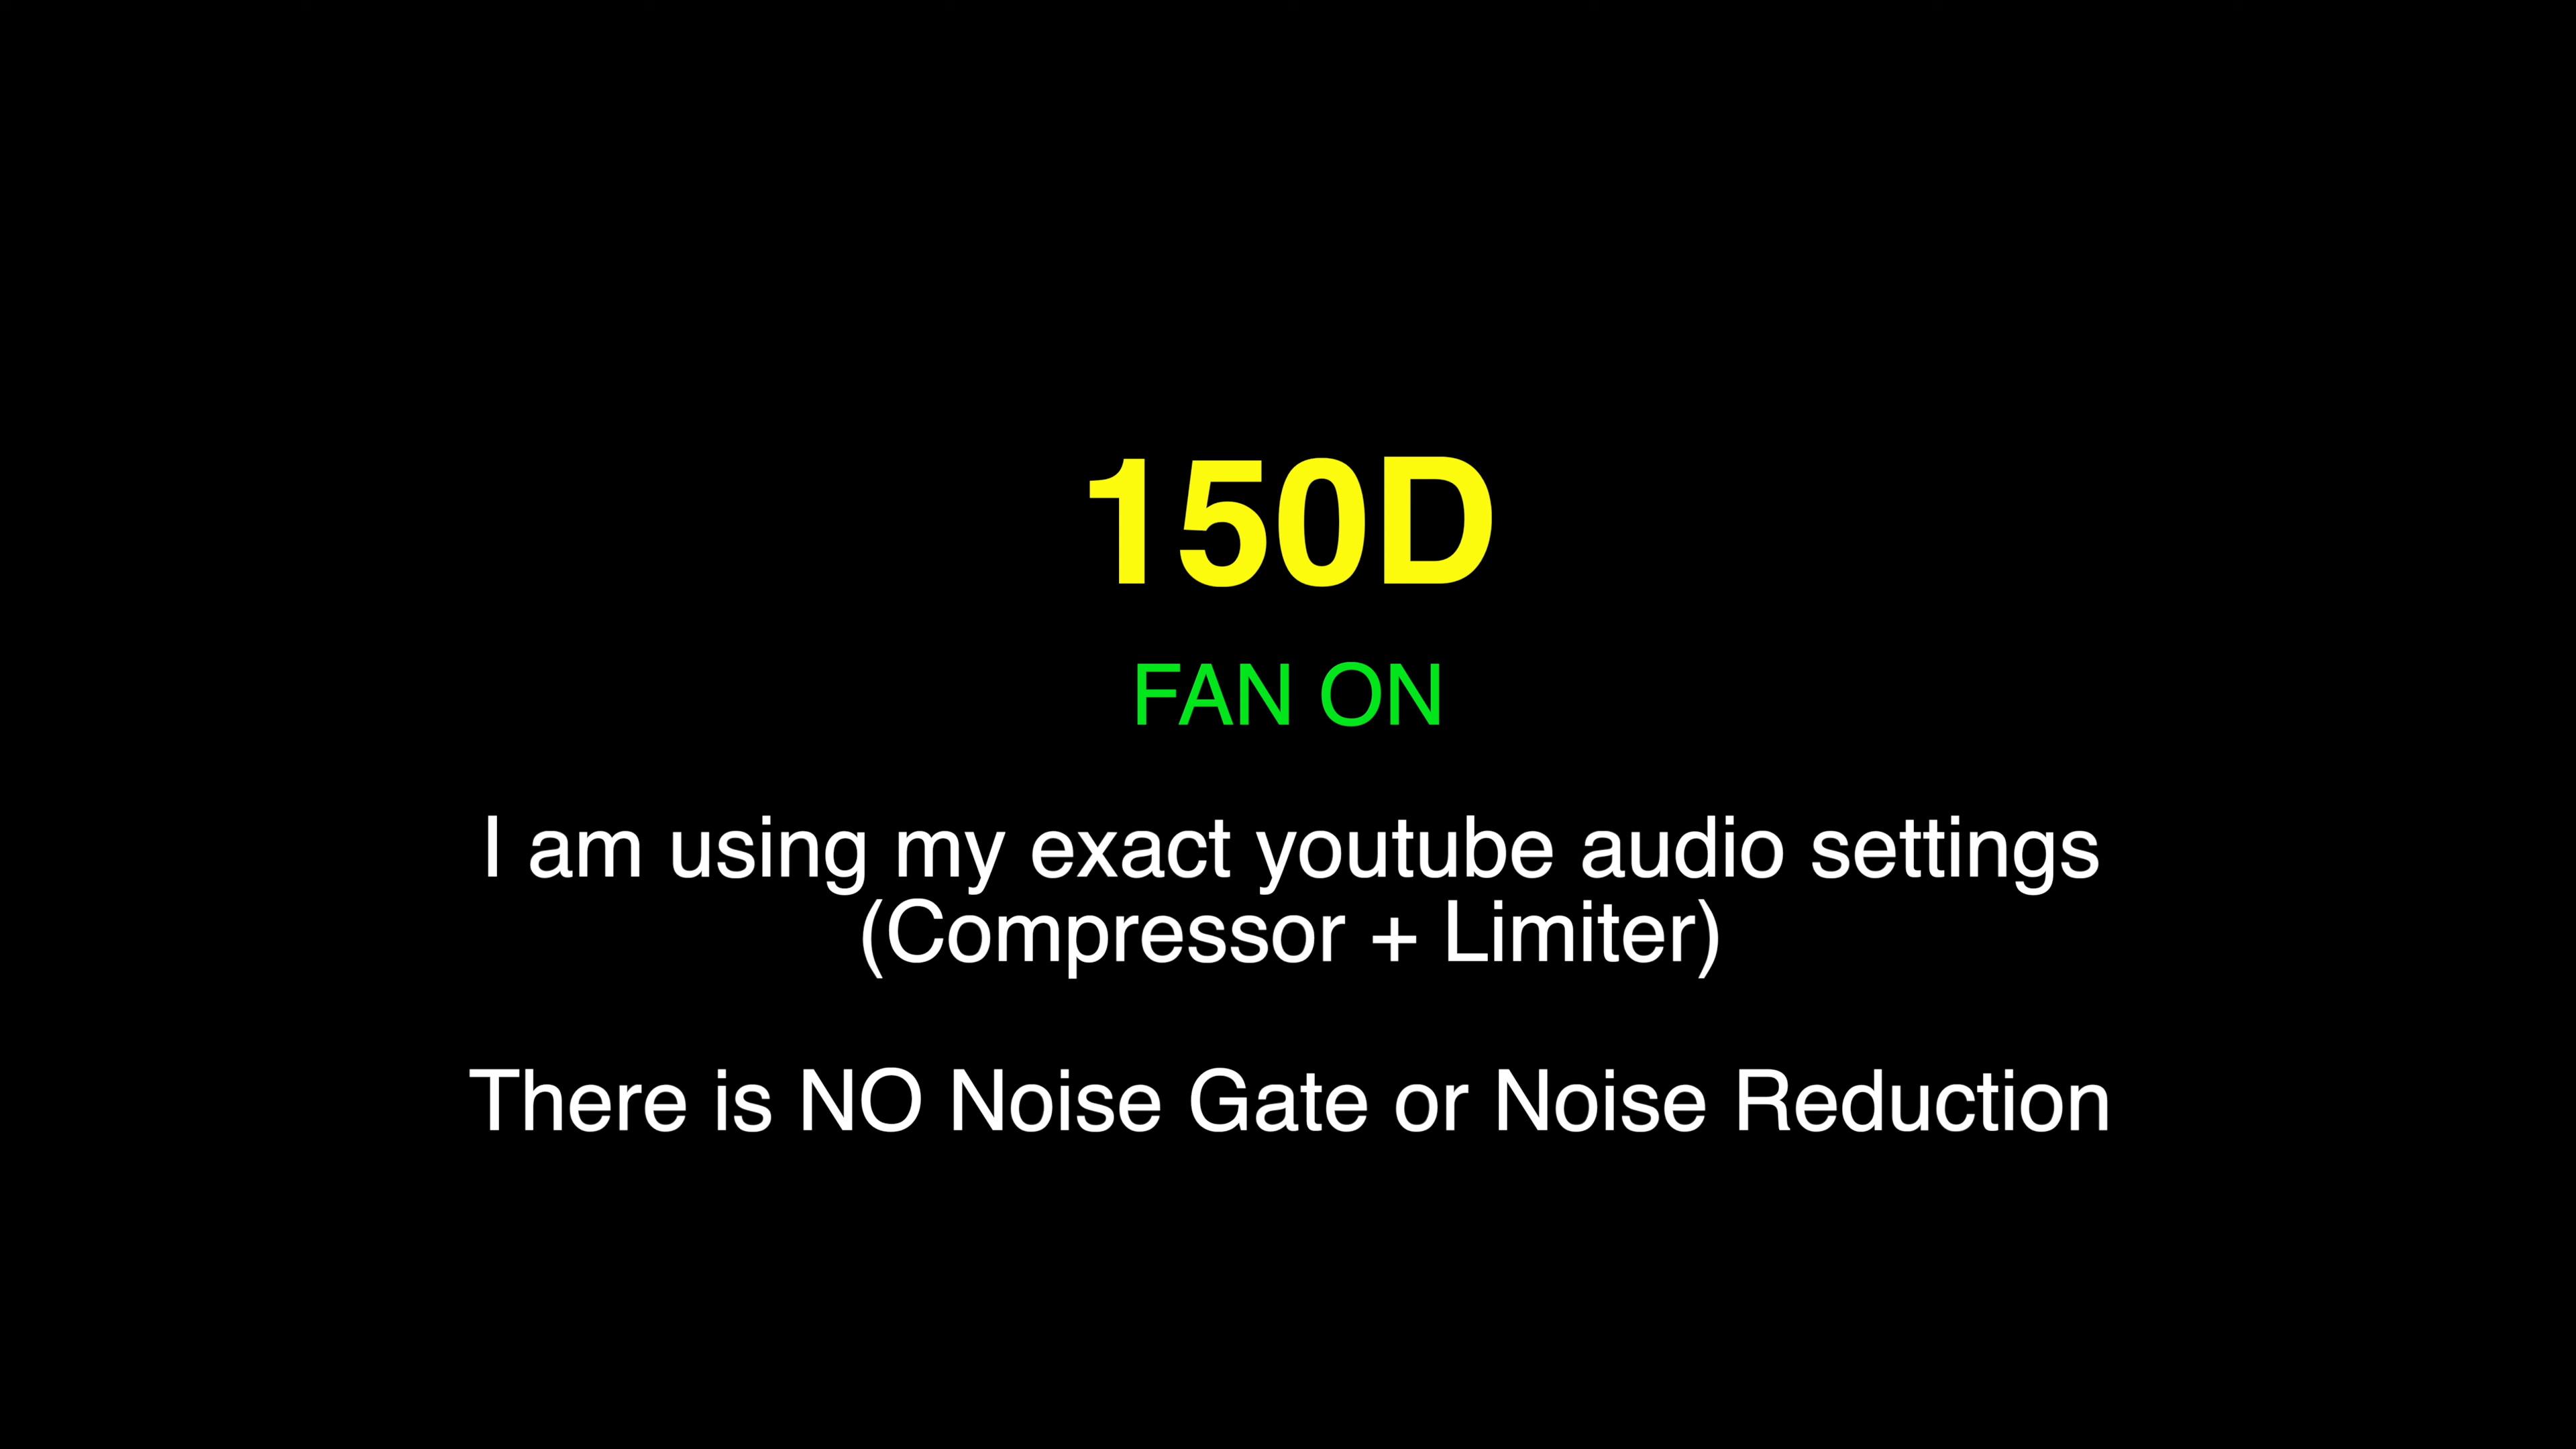 150D
FAN ON
I am using my exact youtube audio settings
(Compressor + Limiter)
There is NO Noise Gate or Noise Reduction